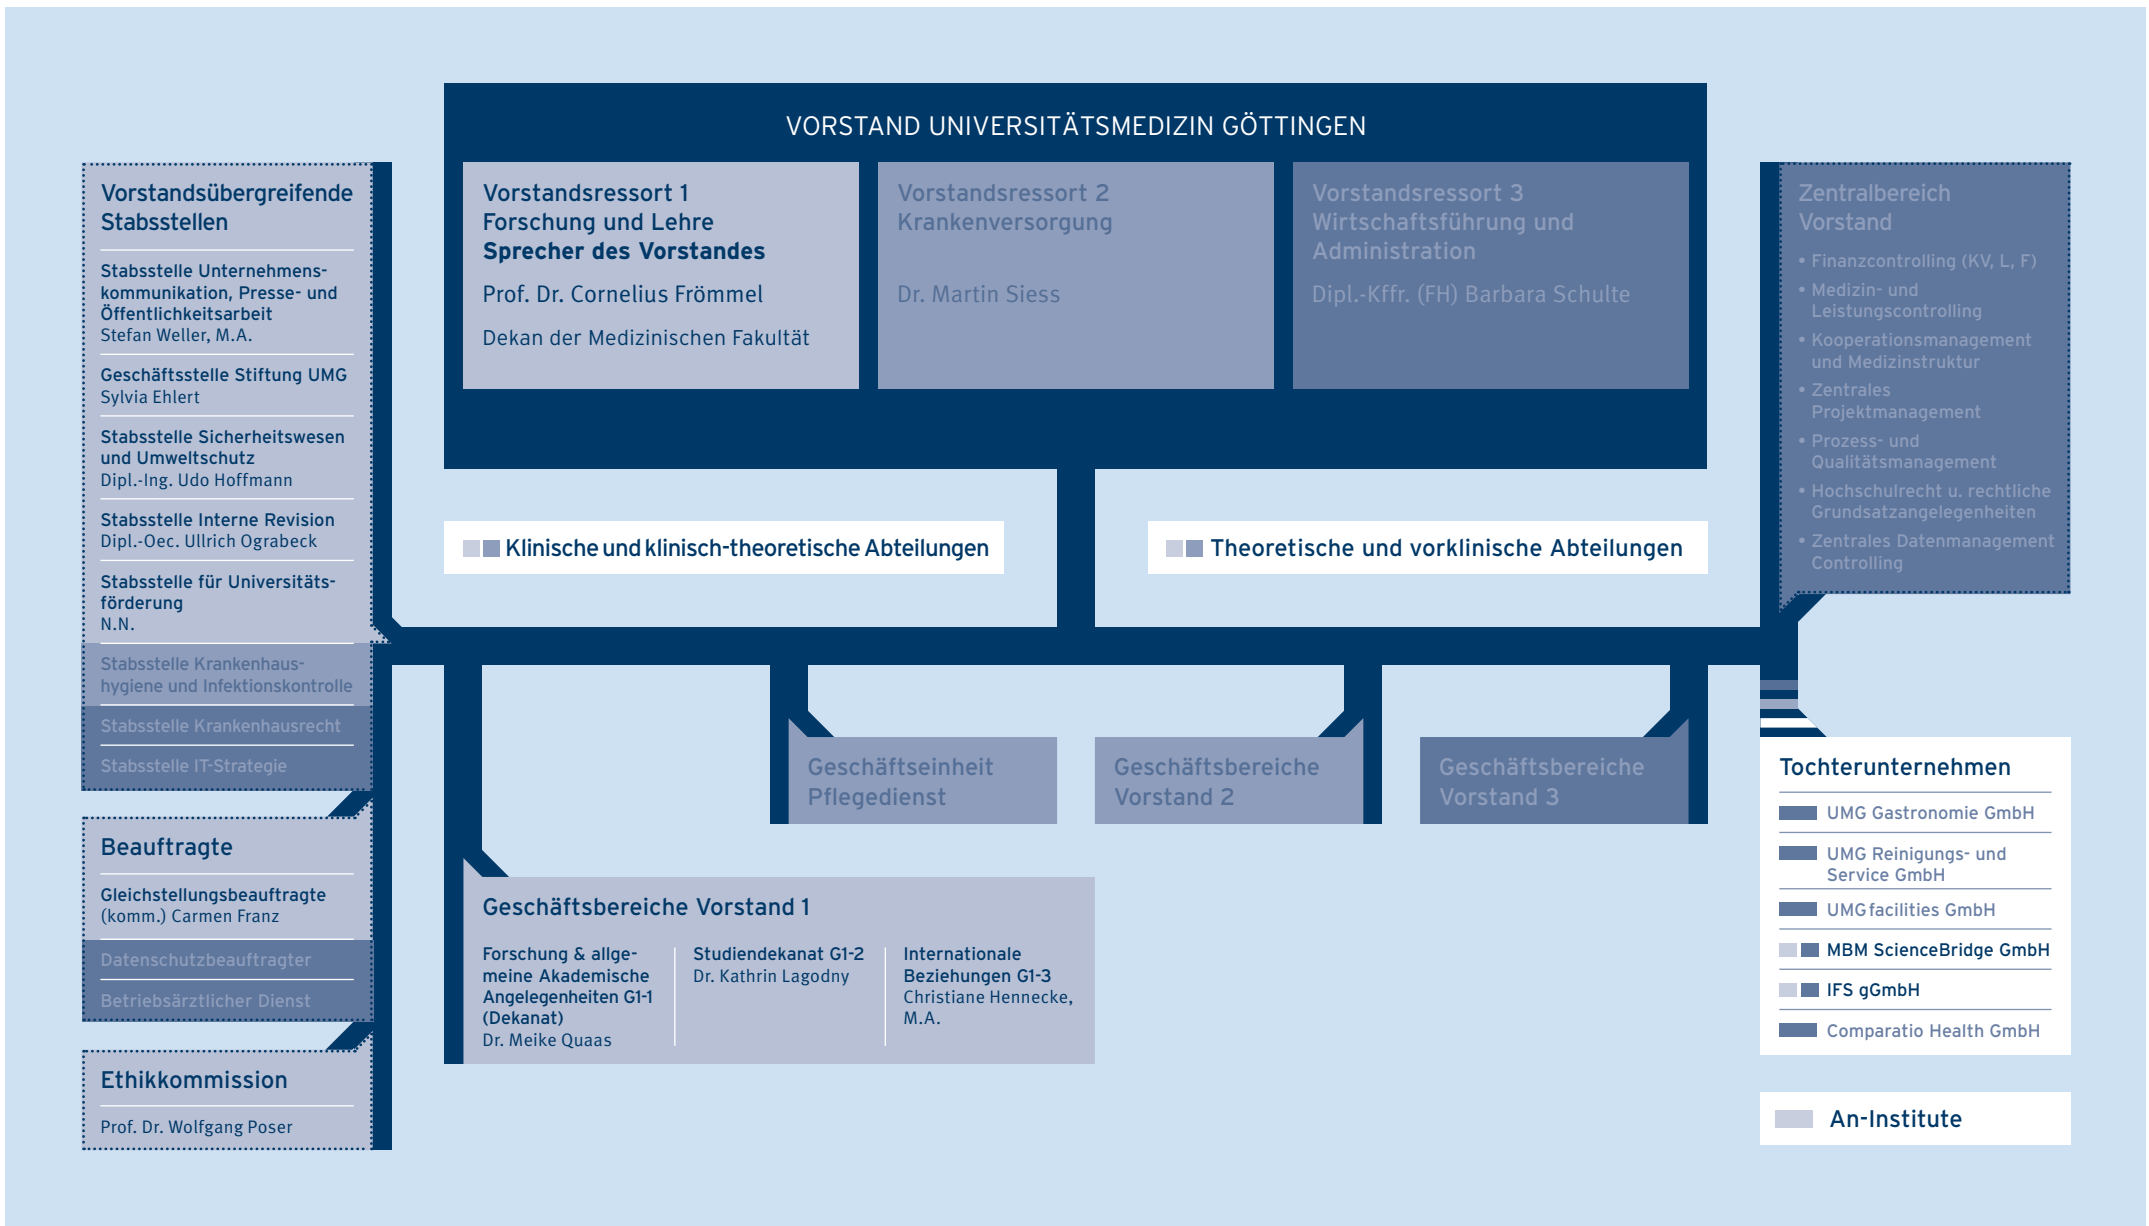 VORSTAND UNIVERSITÄTSMEDIZIN GÖTTINGEN
Vorstandsübergreifende
Stabsstellen
Stabsstelle Unternehmens-
kommunikation, Presse- und
Öffentlichkeitsarbeit
Stefan Weller, M.A.
Geschäftsstelle Stiftung UMG
Sylvia Ehlert
Stabsstelle Sicherheitswesen
und Umweltschutz
Dipl.-Ing. Udo Hoffmann
Stabsstelle Interne Revision
Dipl.-Oec. Ullrich Ograbeck
Stabsstelle für Universitäts-
förderung
N.N.
Stabsstelle Krankenhaus-
hygiene und Infektionskontrolle
Stabsstelle Krankenhausrecht
Stabsstelle IT-Strategie
Beauftragte
Gleichstellungsbeauftragte
(komm.) Carmen Franz
Datenschutzbeauftragter
Betriebsärztlicher Dienst
Ethikkommission
Prof. Dr. Wolfgang Poser
Vorstandsressort 1
Forschung und Lehre
Sprecher des Vorstandes
Prof. Dr. Cornelius Frömmel
Dekan der Medizinischen Fakultät
Vorstandsressort 2
Krankenversorgung
Dr. Martin Siess
Vorstandsressort 3
Wirtschaftsführung und
Administration
Dipl.-Kffr. (FH) Barbara Schulte
Klinische und klinisch-theoretische Abteilungen
Theoretische und vorklinische Abteilungen
Geschäftseinheit
Pflegedienst
Geschäftsbereiche
Vorstand 2
Geschäftsbereiche
Vorstand 3
Geschäftsbereiche Vorstand 1
Forschung & allge-
meine Akademische
Angelegenheiten G1-1
(Dekanat)
Dr. Meike Quaas
Studiendekanat G1-2
Dr. Kathrin Lagodny
Internationale
Beziehungen G1-3
Christiane Hennecke,
M.A.
Zentralbereich
Vorstand
• Finanzcontrolling (KV, L, F)
• Medizin- und
Leistungscontrolling
• Kooperationsmanagement
und Medizinstruktur
• Zentrales
Projektmanagement
• Prozess- und
Qualitätsmanagement
• Hochschulrecht u. rechtliche
Grundsatzangelegenheiten
• Zentrales Datenmanagement
Controlling
Tochterunternehmen
UMG Gastronomie GmbH
UMG Reinigungs- und
Service GmbH
UMG facilities GmbH
MBM ScienceBridge GmbH
IFS gGmbH
Comparatio Health GmbH
An-Institute